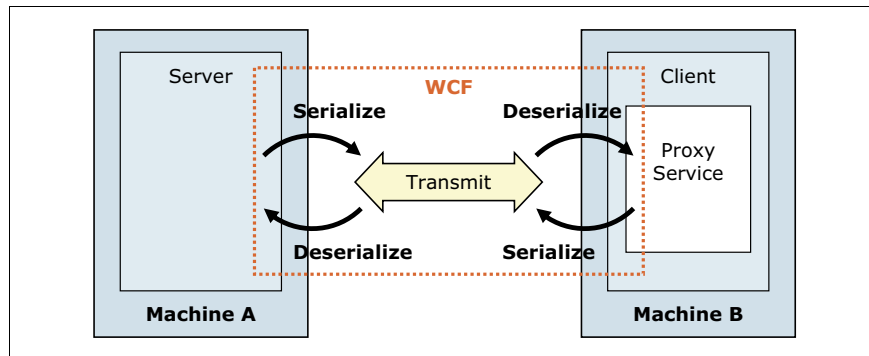 Server
WCF
Client
Serialize
Deserialize
Proxy
Service
Transmit
Deserialize
Serialize
Machine A
Machine B